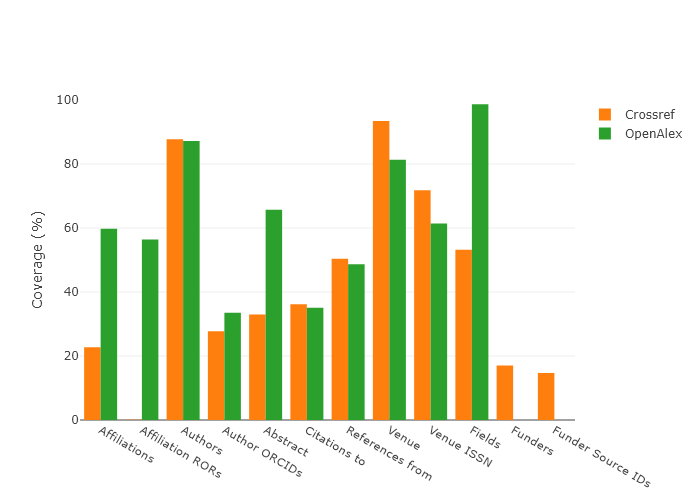 Crossref
OpenAlex
Coverage (%)
100
80
60
40
20
0
Affiliations
Affiliation RORs
Authors
Author ORCIDs
Abstract
Citations to
References from
Venue
Venue ISSN
Fields
Funders
Funder Source IDs